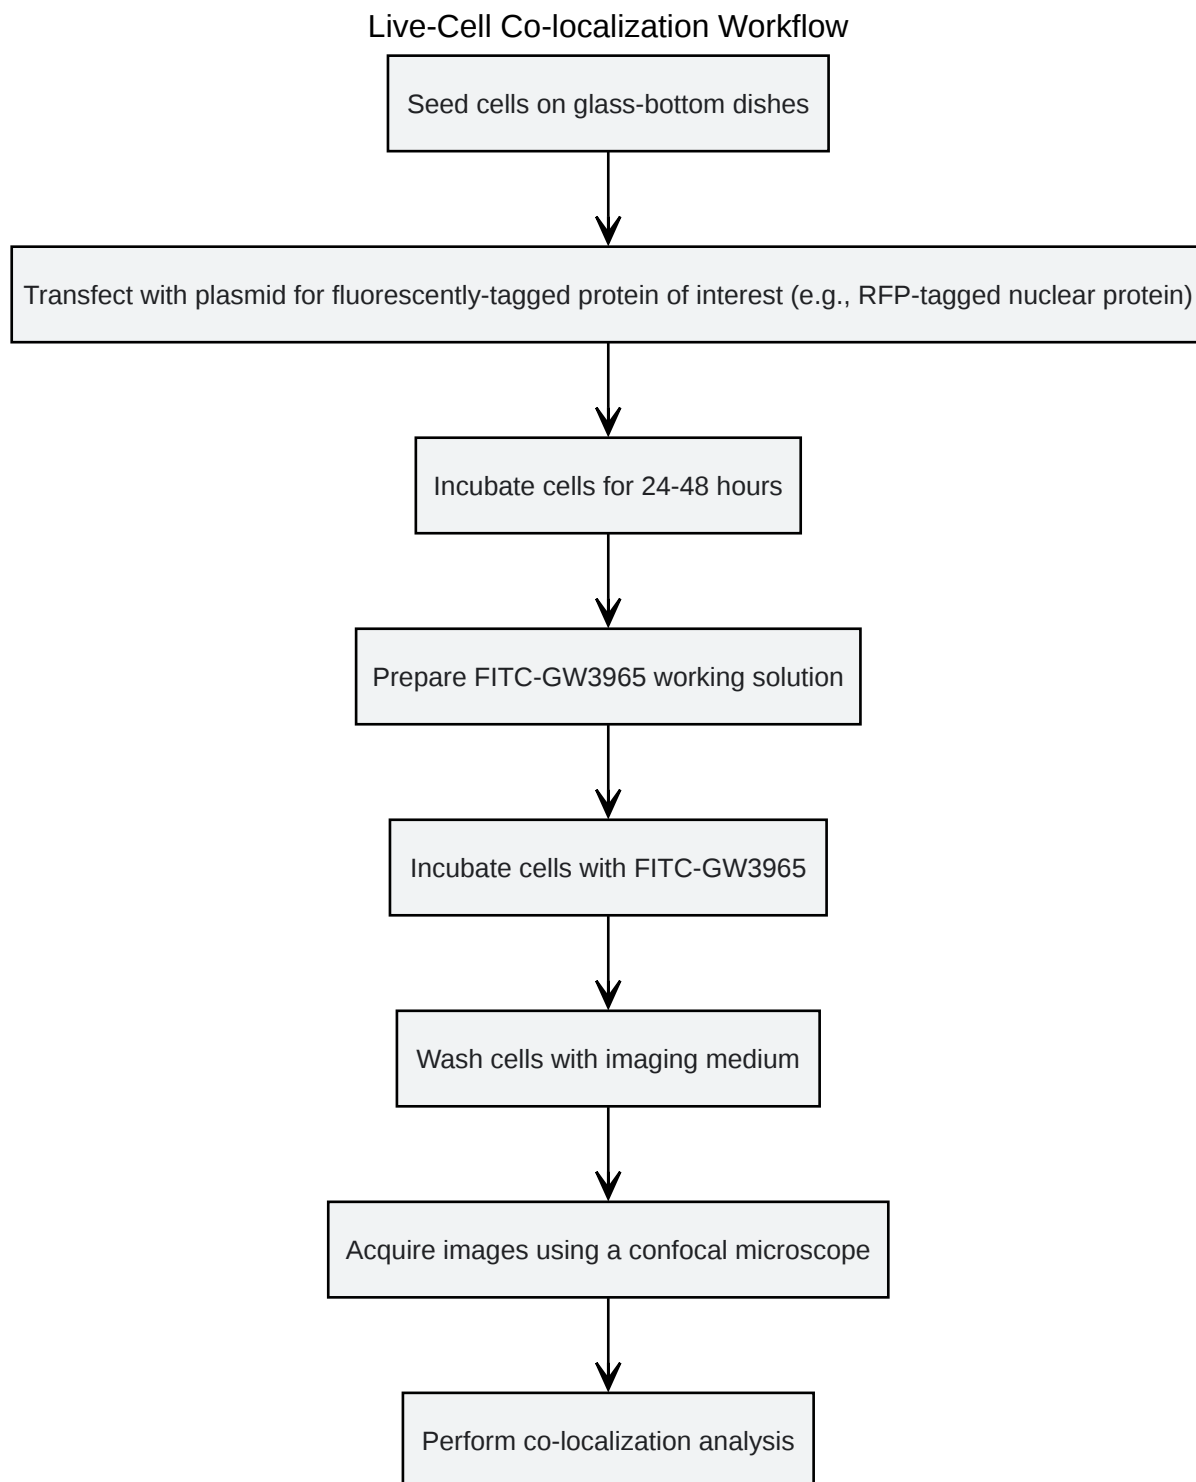 Live-Cell Co-localization Workflow
Seed cells on glass-bottom dishes
Transfect with plasmid for fluorescently-tagged protein of interest (e.g., RFP-tagged nuclear protein)
Incubate cells for 24-48 hours
Prepare FITC-GW3965 working solution
Incubate cells with FITC-GW3965
Wash cells with imaging medium
Acquire images using a confocal microscope
Perform co-localization analysis